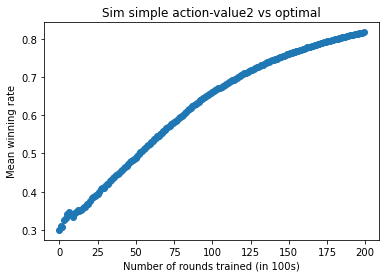 Sim simple action-value2 vs optimal
Mean winning rate
0.8
0.7
0.6
0.5
0.4
0.3
0 25 50 75 100 125 150 175 200
Number of rounds trained (in 100s)